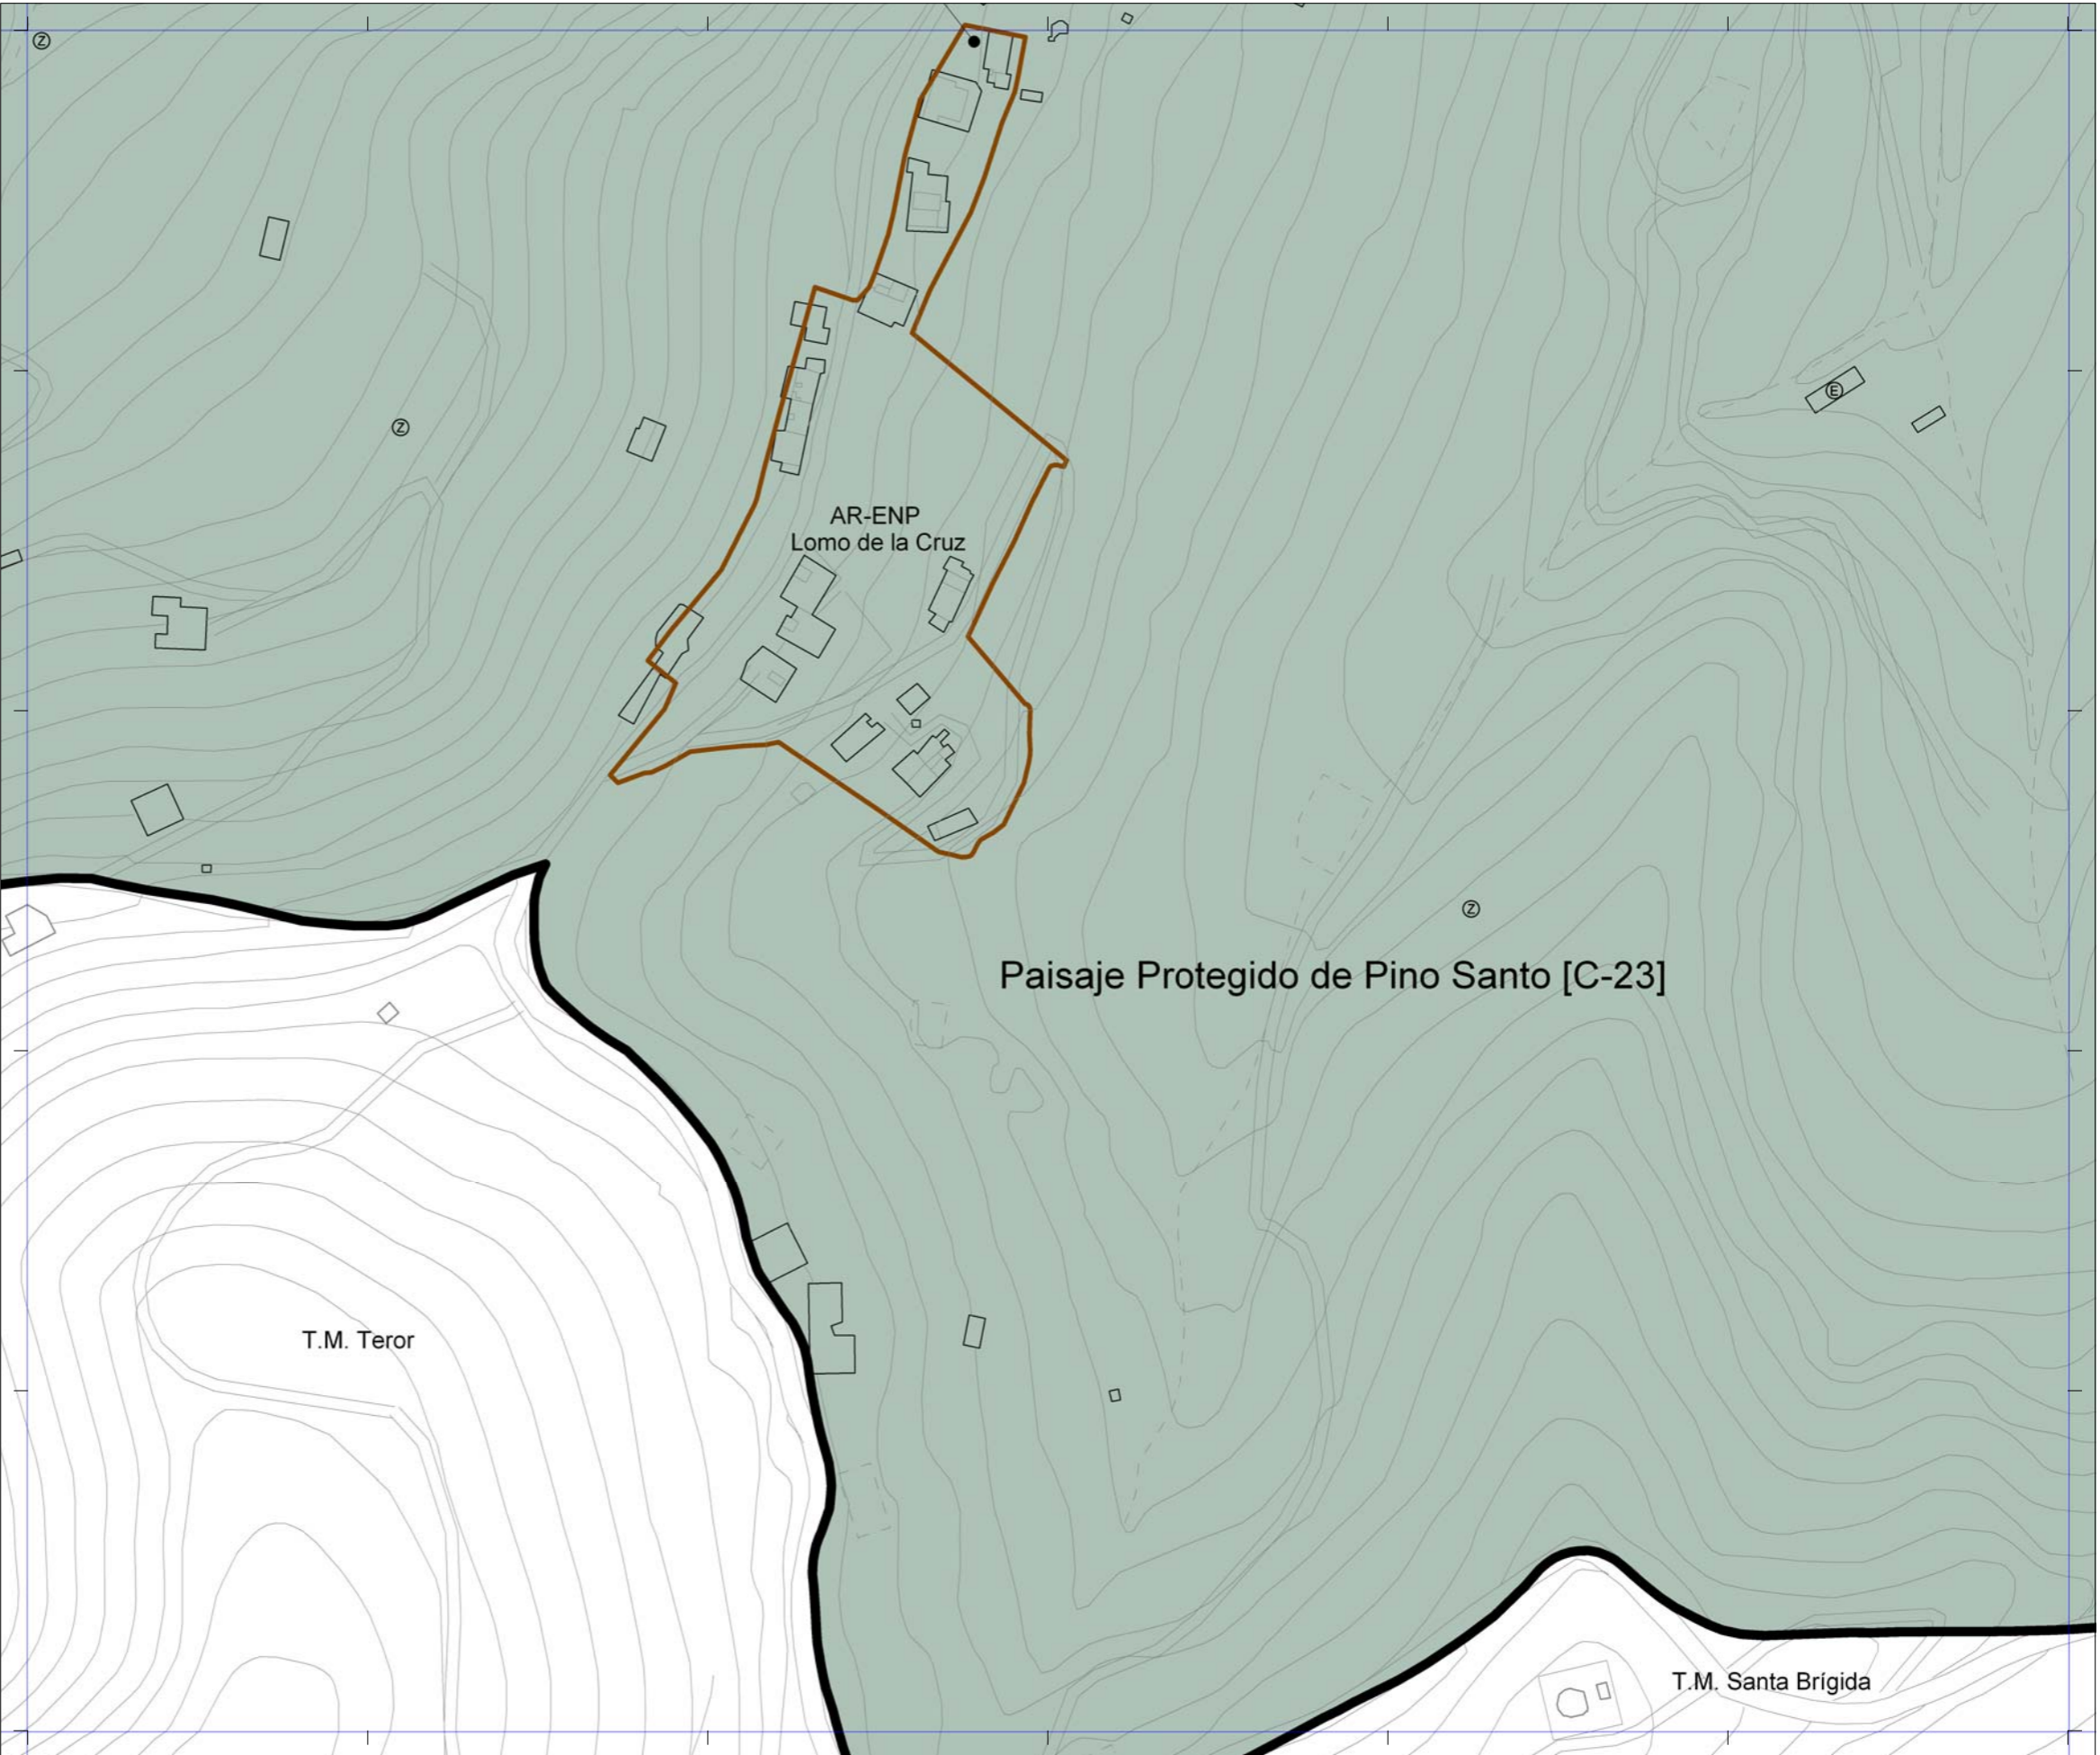 Z
E
Z
AR-ENP
Lomo de la Cruz
Z
Paisaje Protegido de Pino Santo [C-23]
T.M. Teror
T.M. Santa Brígida